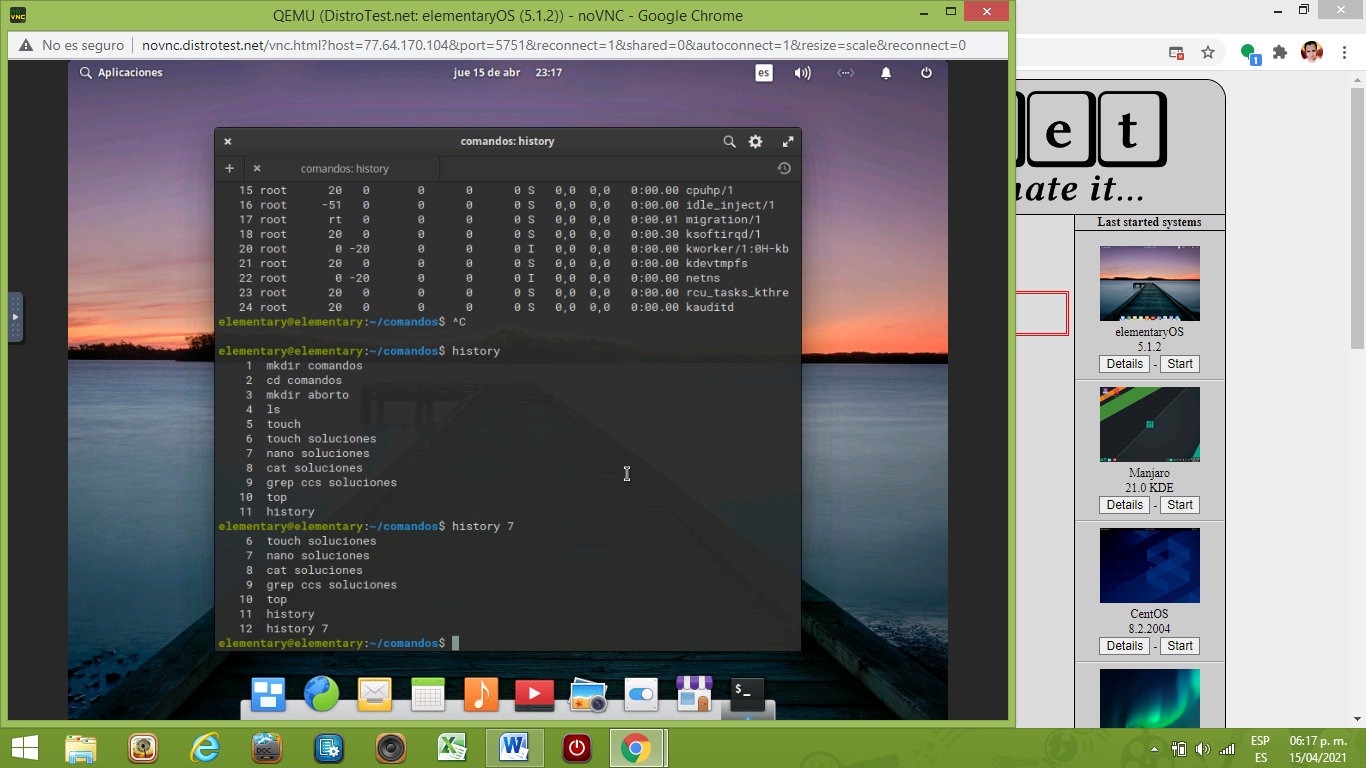 QEMU (DistroTest.net: elementaryOS (5.1.2)) - noVNC - Google Chrome
No es seguro
novnc.distrotest.net/vnc.html?host=77.64.170.104&port=5751&reconnect=1&shared=0&autoconnect=1&resize=scale&reconnect=0
Aplicaciones
jue 15 de abr 23:17
es
comandos: history
comandos: history
15 root 20 0 0 0 0 S 0,0 0,0 0:00.00 cpuhp/1
16 root -51 0 0 0 0 S 0,0 0,0 0:00.00 idle_inject/1
17 root rt 0 0 0 0 S 0,0 0,0 0:00.01 migration/1
18 root 20 0 0 0 0 S 0,0 0,0 0:00.30 ksoftirqd/1
20 root 0 -20 0 0 0 I 0,0 0,0 0:00.00 kworker/1:0H-kb
21 root 20 0 0 0 0 S 0,0 0,0 0:00.00 kdevtmpfs
22 root 0 -20 0 0 0 I 0,0 0,0 0:00.00 netns
23 root 20 0 0 0 0 S 0,0 0,0 0:00.00 rcu_tasks_kthre
24 root 20 0 0 0 0 S 0,0 0,0 0:00.00 kauditd
elementary@elementary:~/comandos$ ^C
elementary@elementary:~/comandos$ history
1 mkdir comandos
2 cd comandos
3 mkdir aborto
4 ls
5 touch
6 touch soluciones
7 nano soluciones
8 cat soluciones
9 grep ccs soluciones
10 top
11 history
elementary@elementary:~/comandos$ history 7
6 touch soluciones
7 nano soluciones
8 cat soluciones
9 grep ccs soluciones
10 top
11 history
12 history 7
elementary@elementary:~/comandos$
1
e t
ate it...
Last started systems
elementaryOS
5.1.2
Details - Start
Manjaro
21.0 KDE
Details - Start
CentOS
8.2.2004
Details - Start
DOC
ESP
ES
06:17 p. m.
15/04/2021